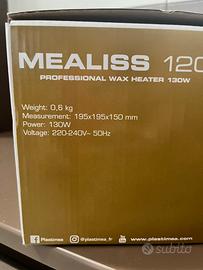 MEALISS 120
PROFESSIONAL WAX HEATER 130W
Weight: 0,6 kg
Measurement: 195x195x150 mm
Power: 130W
Voltage: 220-240V~ 50Hz
Plastimea
plastimea_fr
www.plastimea.com
subito